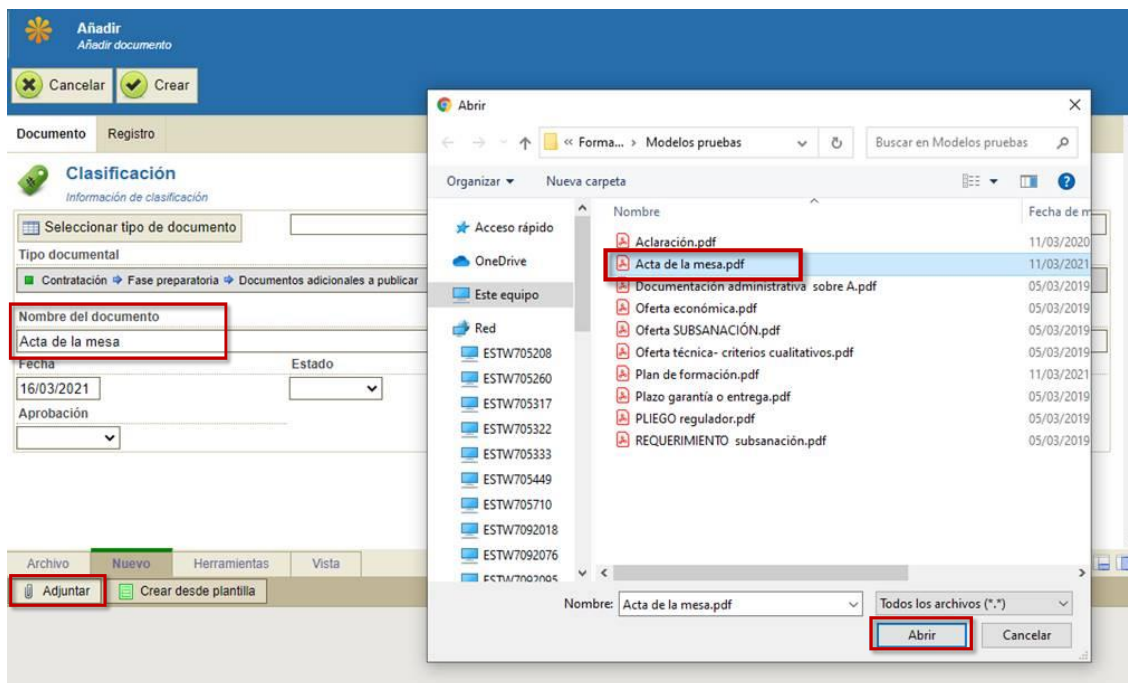 Añadir
Añadir documento
Cancelar Crear
Documento Registro
Clasificación
Información de clasificación
Seleccionar tipo de documento
Tipo documental
Contratación Fase preparatoria Documentos adicionales a publicar
Nombre del documento
Acta de la mesa
Fecha Estado
16/03/2021
Aprobación
Archivo Nuevo Herramientas Vista
Adjuntar Crear desde plantilla
Abrir
« Forma... › Modelos pruebas Buscar en Modelos pruebas
Organizar Nueva carpeta
Acceso rápido
OneDrive
Este equipo
Red
ESTW705208
ESTW705260
ESTW705317
ESTW705322
ESTW705333
ESTW705449
ESTW705710
ESTW7092018
ESTW7092076
ESTW7092095
Nombre Fecha de m
Aclaración.pdf 11/03/2020
Acta de la mesa.pdf 11/03/2021
Documentación administrativa sobre A.pdf 05/03/2019
Oferta económica.pdf 05/03/2019
Oferta SUBSANACIÓN.pdf 05/03/2019
Oferta técnica- criterios cualitativos.pdf 05/03/2019
Plan de formación.pdf 11/03/2021
Plazo garantía o entrega.pdf 05/03/2019
PLIEGO regulador.pdf 05/03/2019
REQUERIMIENTO subsanación.pdf 05/03/2019
Nombre: Acta de la mesa.pdf Todos los archivos (*.*)
Abrir Cancelar